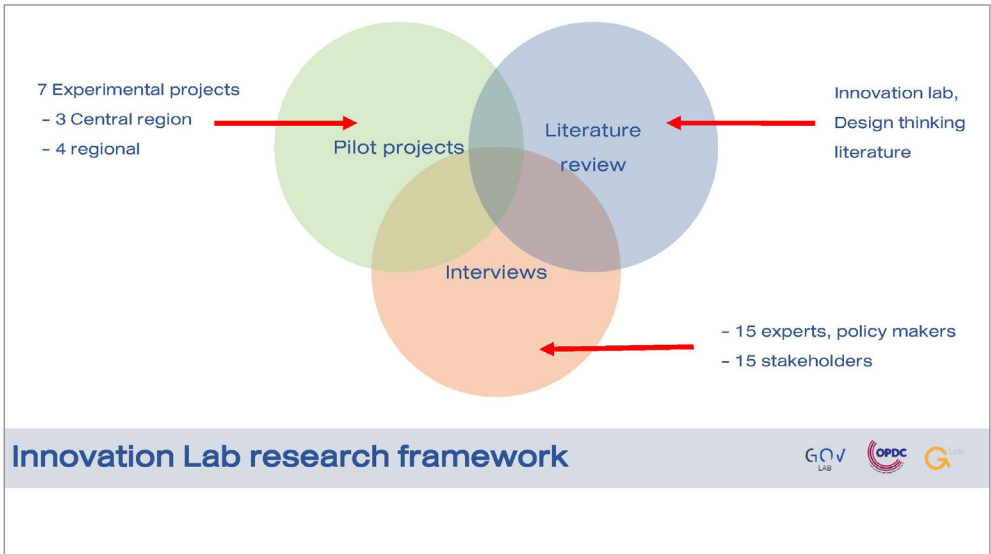 7 Experimental projects
– 3 Central region
– 4 regional
Pilot projects
Literature
review
Innovation lab,
Design thinking
literature
Interviews
– 15 experts, policy makers
– 15 stakeholders
Innovation Lab research framework
GOV
LAB
OPDC
G Lab